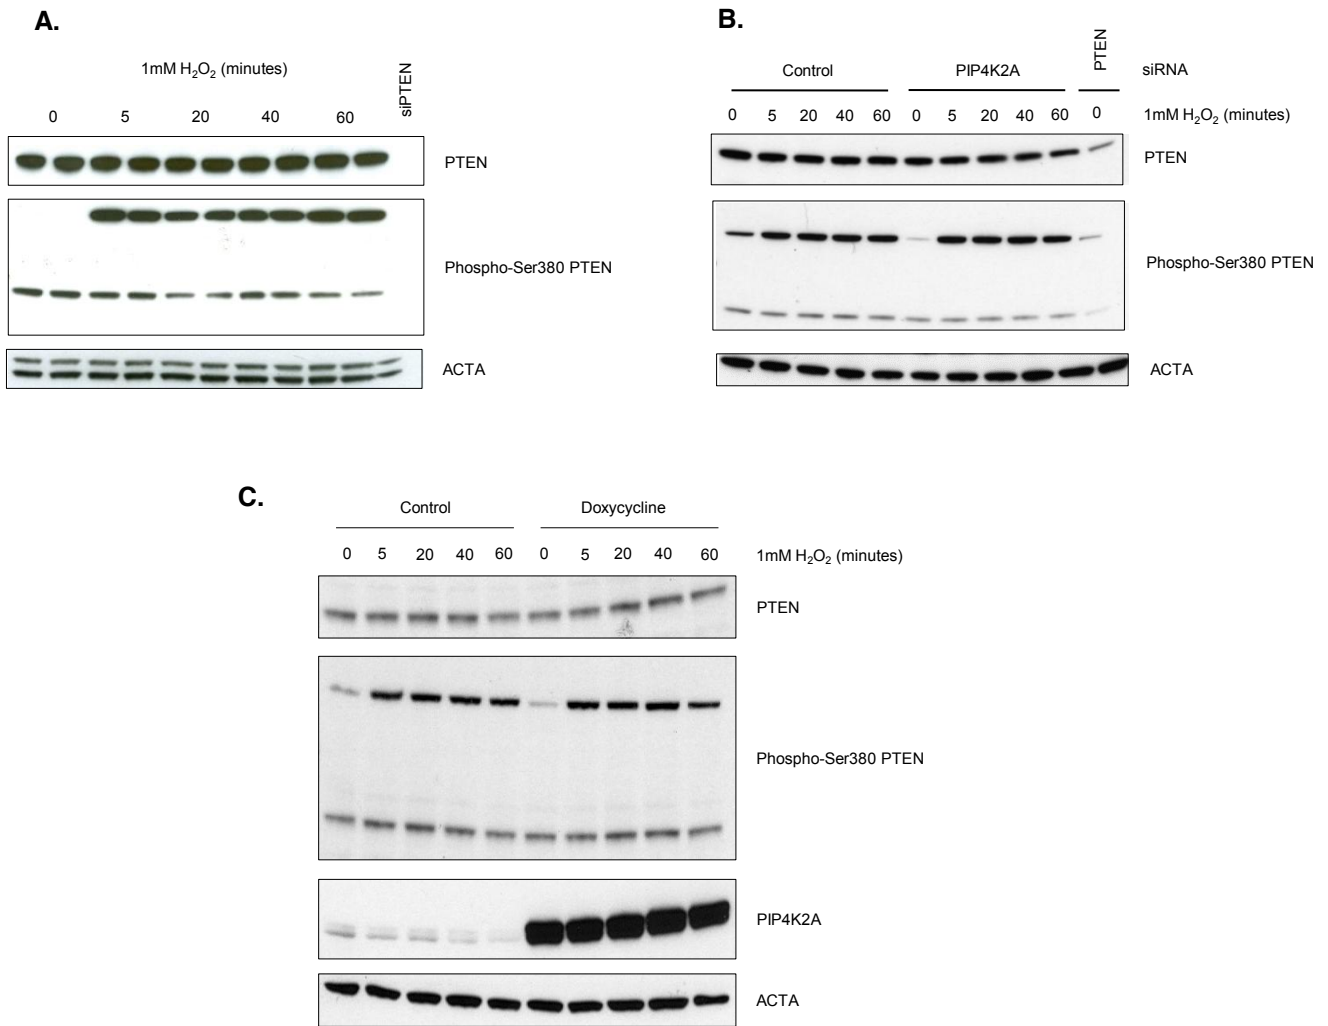 A.
1mM H₂O₂ (minutes)
siPTEN
0 5 20 40 60
PTEN
Phospho-Ser380 PTEN
ACTA
B.
Control PIP4K2A PTEN siRNA
0 5 20 40 60 0 5 20 40 60 0 1mM H₂O₂ (minutes)
PTEN
Phospho-Ser380 PTEN
ACTA
C.
Control Doxycycline
0 5 20 40 60 0 5 20 40 60 1mM H₂O₂ (minutes)
PTEN
Phospho-Ser380 PTEN
PIP4K2A
ACTA